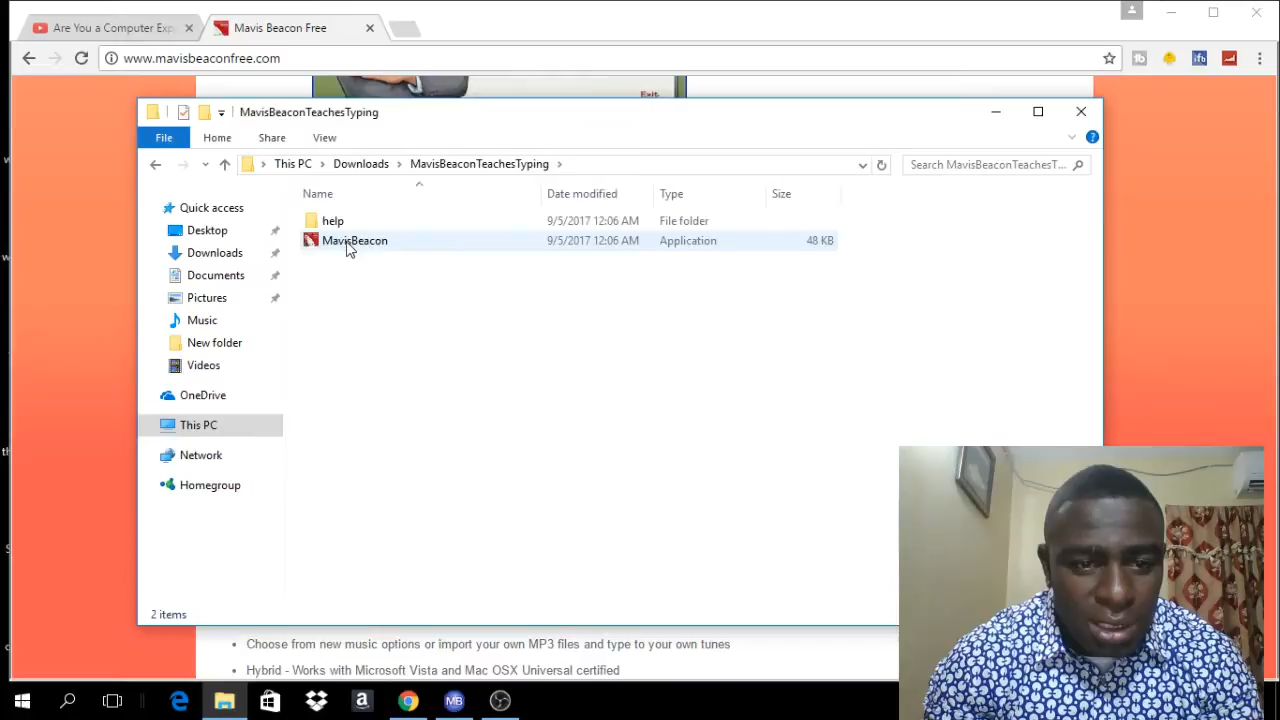 Are You a Computer Exp
Mavis Beacon Free
www.mavisbeaconfree.com
Exit
MavisBeaconTeachesTyping
File Home Share View
This PC Downloads MavisBeaconTeachesTyping
Search MavisBeaconTeachesT...
Name Date modified Type Size
Quick access
help 9/5/2017 12:06 AM File folder
Desktop
MavisBeacon 9/5/2017 12:06 AM Application 48 KB
Downloads
Documents
Pictures
Music
New folder
Videos
OneDrive
This PC
Network
Homegroup
2 items
Choose from new music options or import your own MP3 files and type to your own tunes
Hybrid - Works with Microsoft Vista and Mac OSX Universal certified
MB